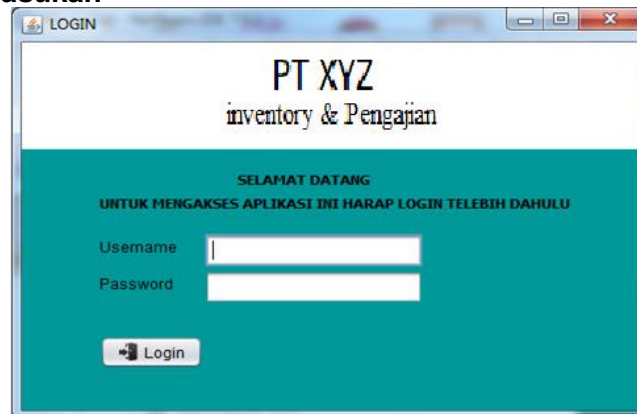 LOGIN
PT XYZ
inventory & Pengajian
SELAMAT DATANG
UNTUK MENGAKSES APLIKASI INI HARAP LOGIN TELEBIH DAHULU
Username
Password
Login